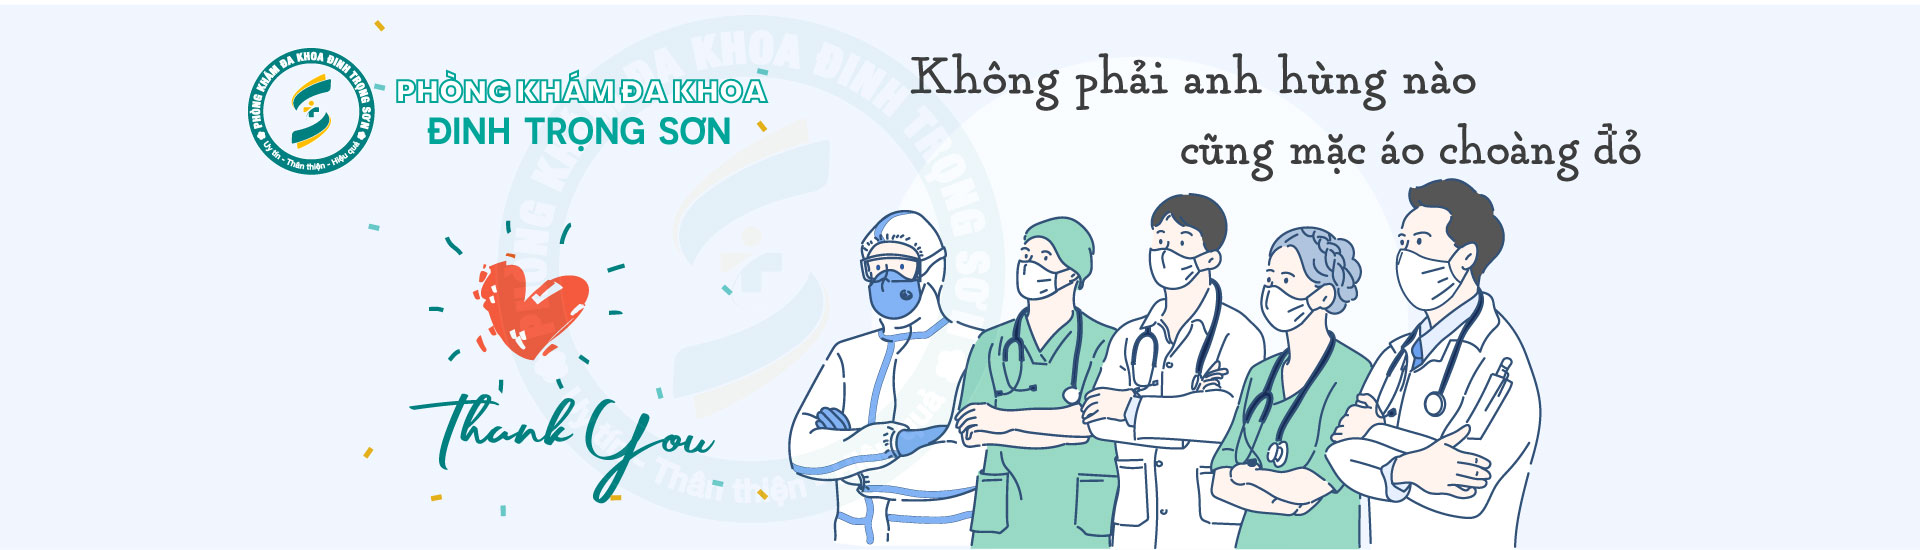 PHÒNG KHÁM ĐA KHOA ĐINH TRỌNG SƠN
Uy tín - Thân thiện - Hiệu quả
PHÒNG KHÁM ĐA KHOA
ĐINH TRỌNG SƠN
Không phải anh hùng nào
cũng mặc áo choàng đỏ
Thank You